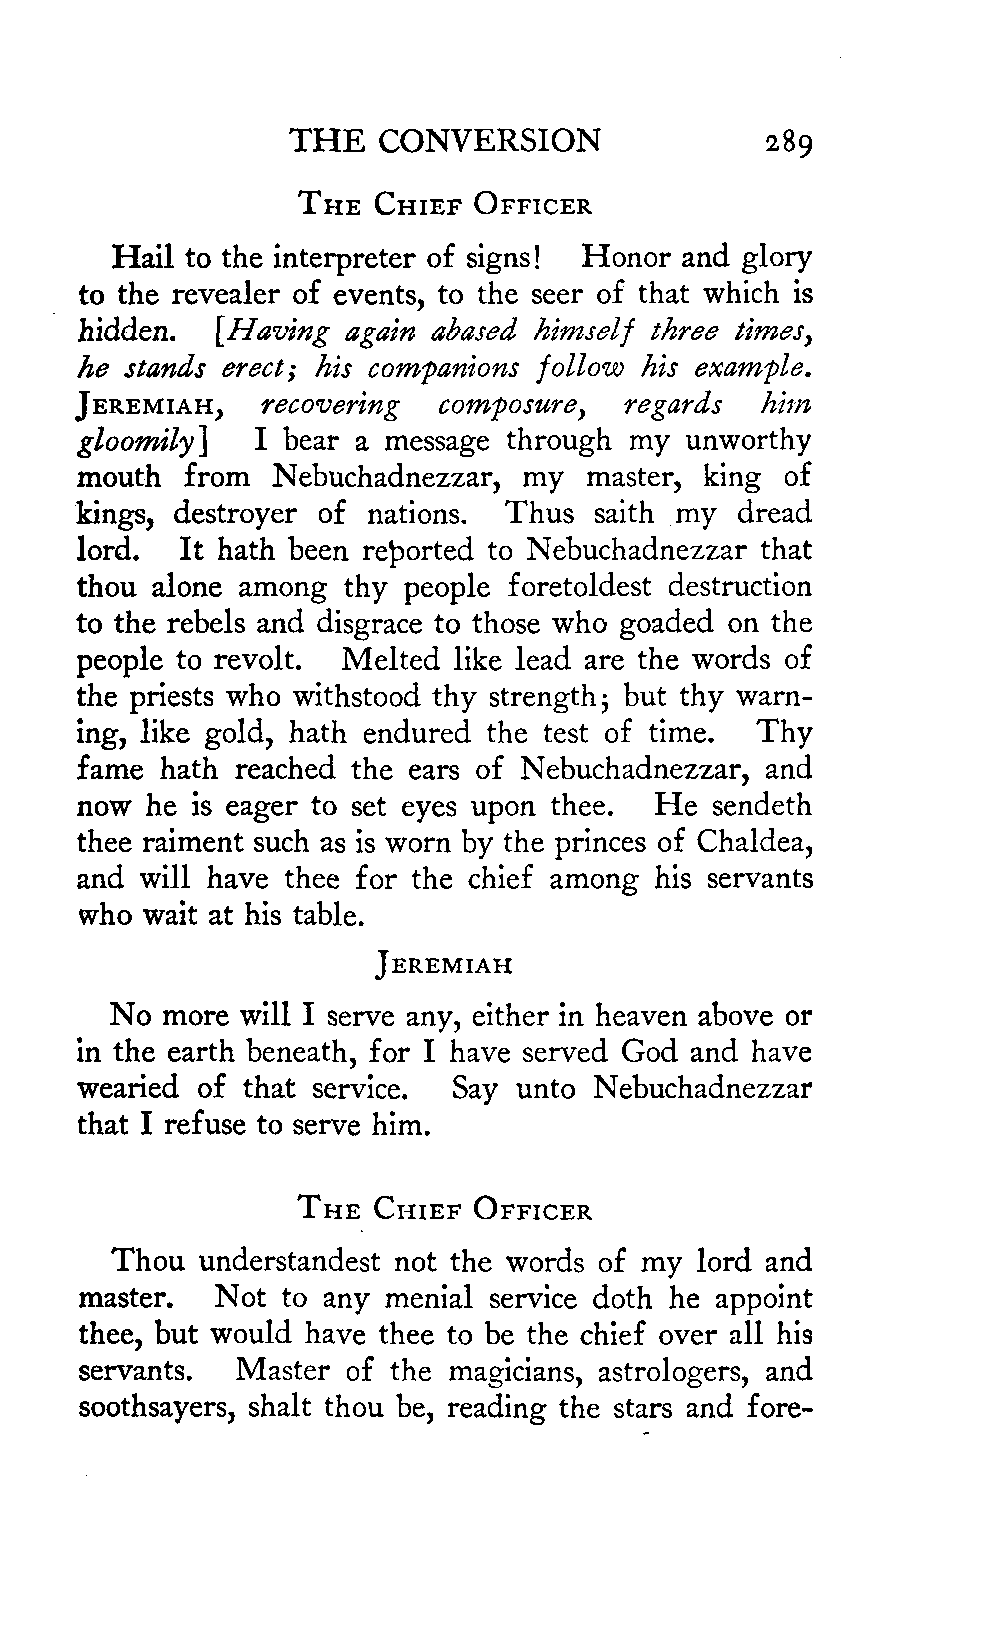 THE CONVERSION 289
THE CHIEF OFFICER
Hail to the interpreter of signs! Honor and glory
to the revealer of events, to the seer of that which is
hidden. [Having again abased himself three times,
he stands erect; his companions follow his example.
JEREMIAH, recovering composure, regards him
gloomily] I bear a message through my unworthy
mouth from Nebuchadnezzar, my master, king of
kings, destroyer of nations. Thus saith my dread
lord. It hath been reported to Nebuchadnezzar that
thou alone among thy people foretoldest destruction
to the rebels and disgrace to those who goaded on the
people to revolt. Melted like lead are the words of
the priests who withstood thy strength; but thy warn-
ing, like gold, hath endured the test of time. Thy
fame hath reached the ears of Nebuchadnezzar, and
now he is eager to set eyes upon thee. He sendeth
thee raiment such as is worn by the princes of Chaldea,
and will have thee for the chief among his servants
who wait at his table.
JEREMIAH
No more will I serve any, either in heaven above or
in the earth beneath, for I have served God and have
wearied of that service. Say unto Nebuchadnezzar
that I refuse to serve him.
THE CHIEF OFFICER
Thou understandest not the words of my lord and
master. Not to any menial service doth he appoint
thee, but would have thee to be the chief over all his
servants. Master of the magicians, astrologers, and
soothsayers, shalt thou be, reading the stars and fore-